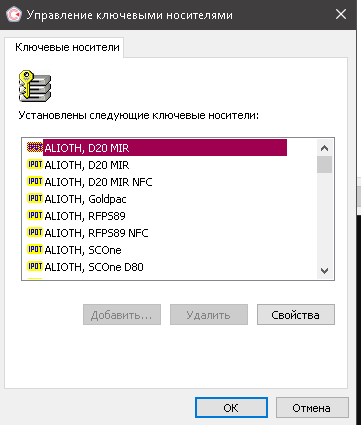 Управление ключевыми носителями
Ключевые носители
Установлены следующие ключевые носители:
ALIOTH, D20 MIR
IPDT ALIOTH, D20 MIR
IPDT ALIOTH, D20 MIR NFC
IPDT ALIOTH, Goldpac
IPDT ALIOTH, RFPS89
IPDT ALIOTH, RFPS89 NFC
IPDT ALIOTH, SCOne
IPDT ALIOTH, SCOne D80
Добавить... Удалить Свойства
ОК Отмена